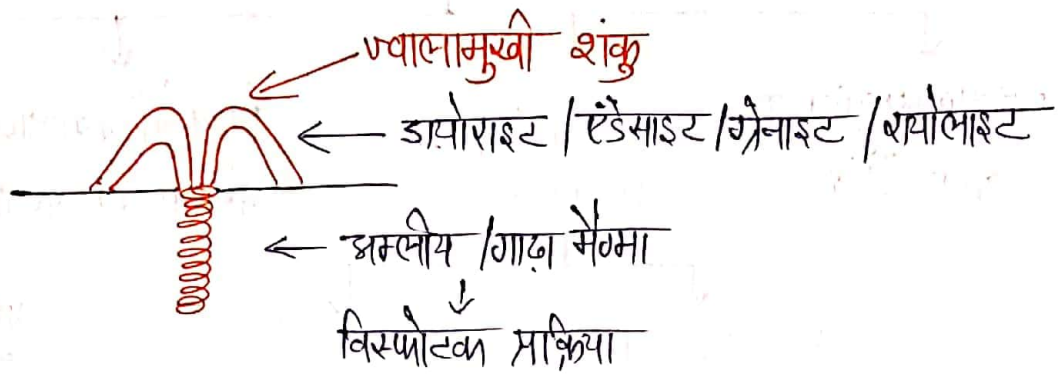 ज्वालामुखी शंकु
डायोराइट / एंडेसाइट / ग्रेनाइट / रायोलाइट
अम्लीय / गाढ़ा मैग्मा
विस्फोटक प्रक्रिया